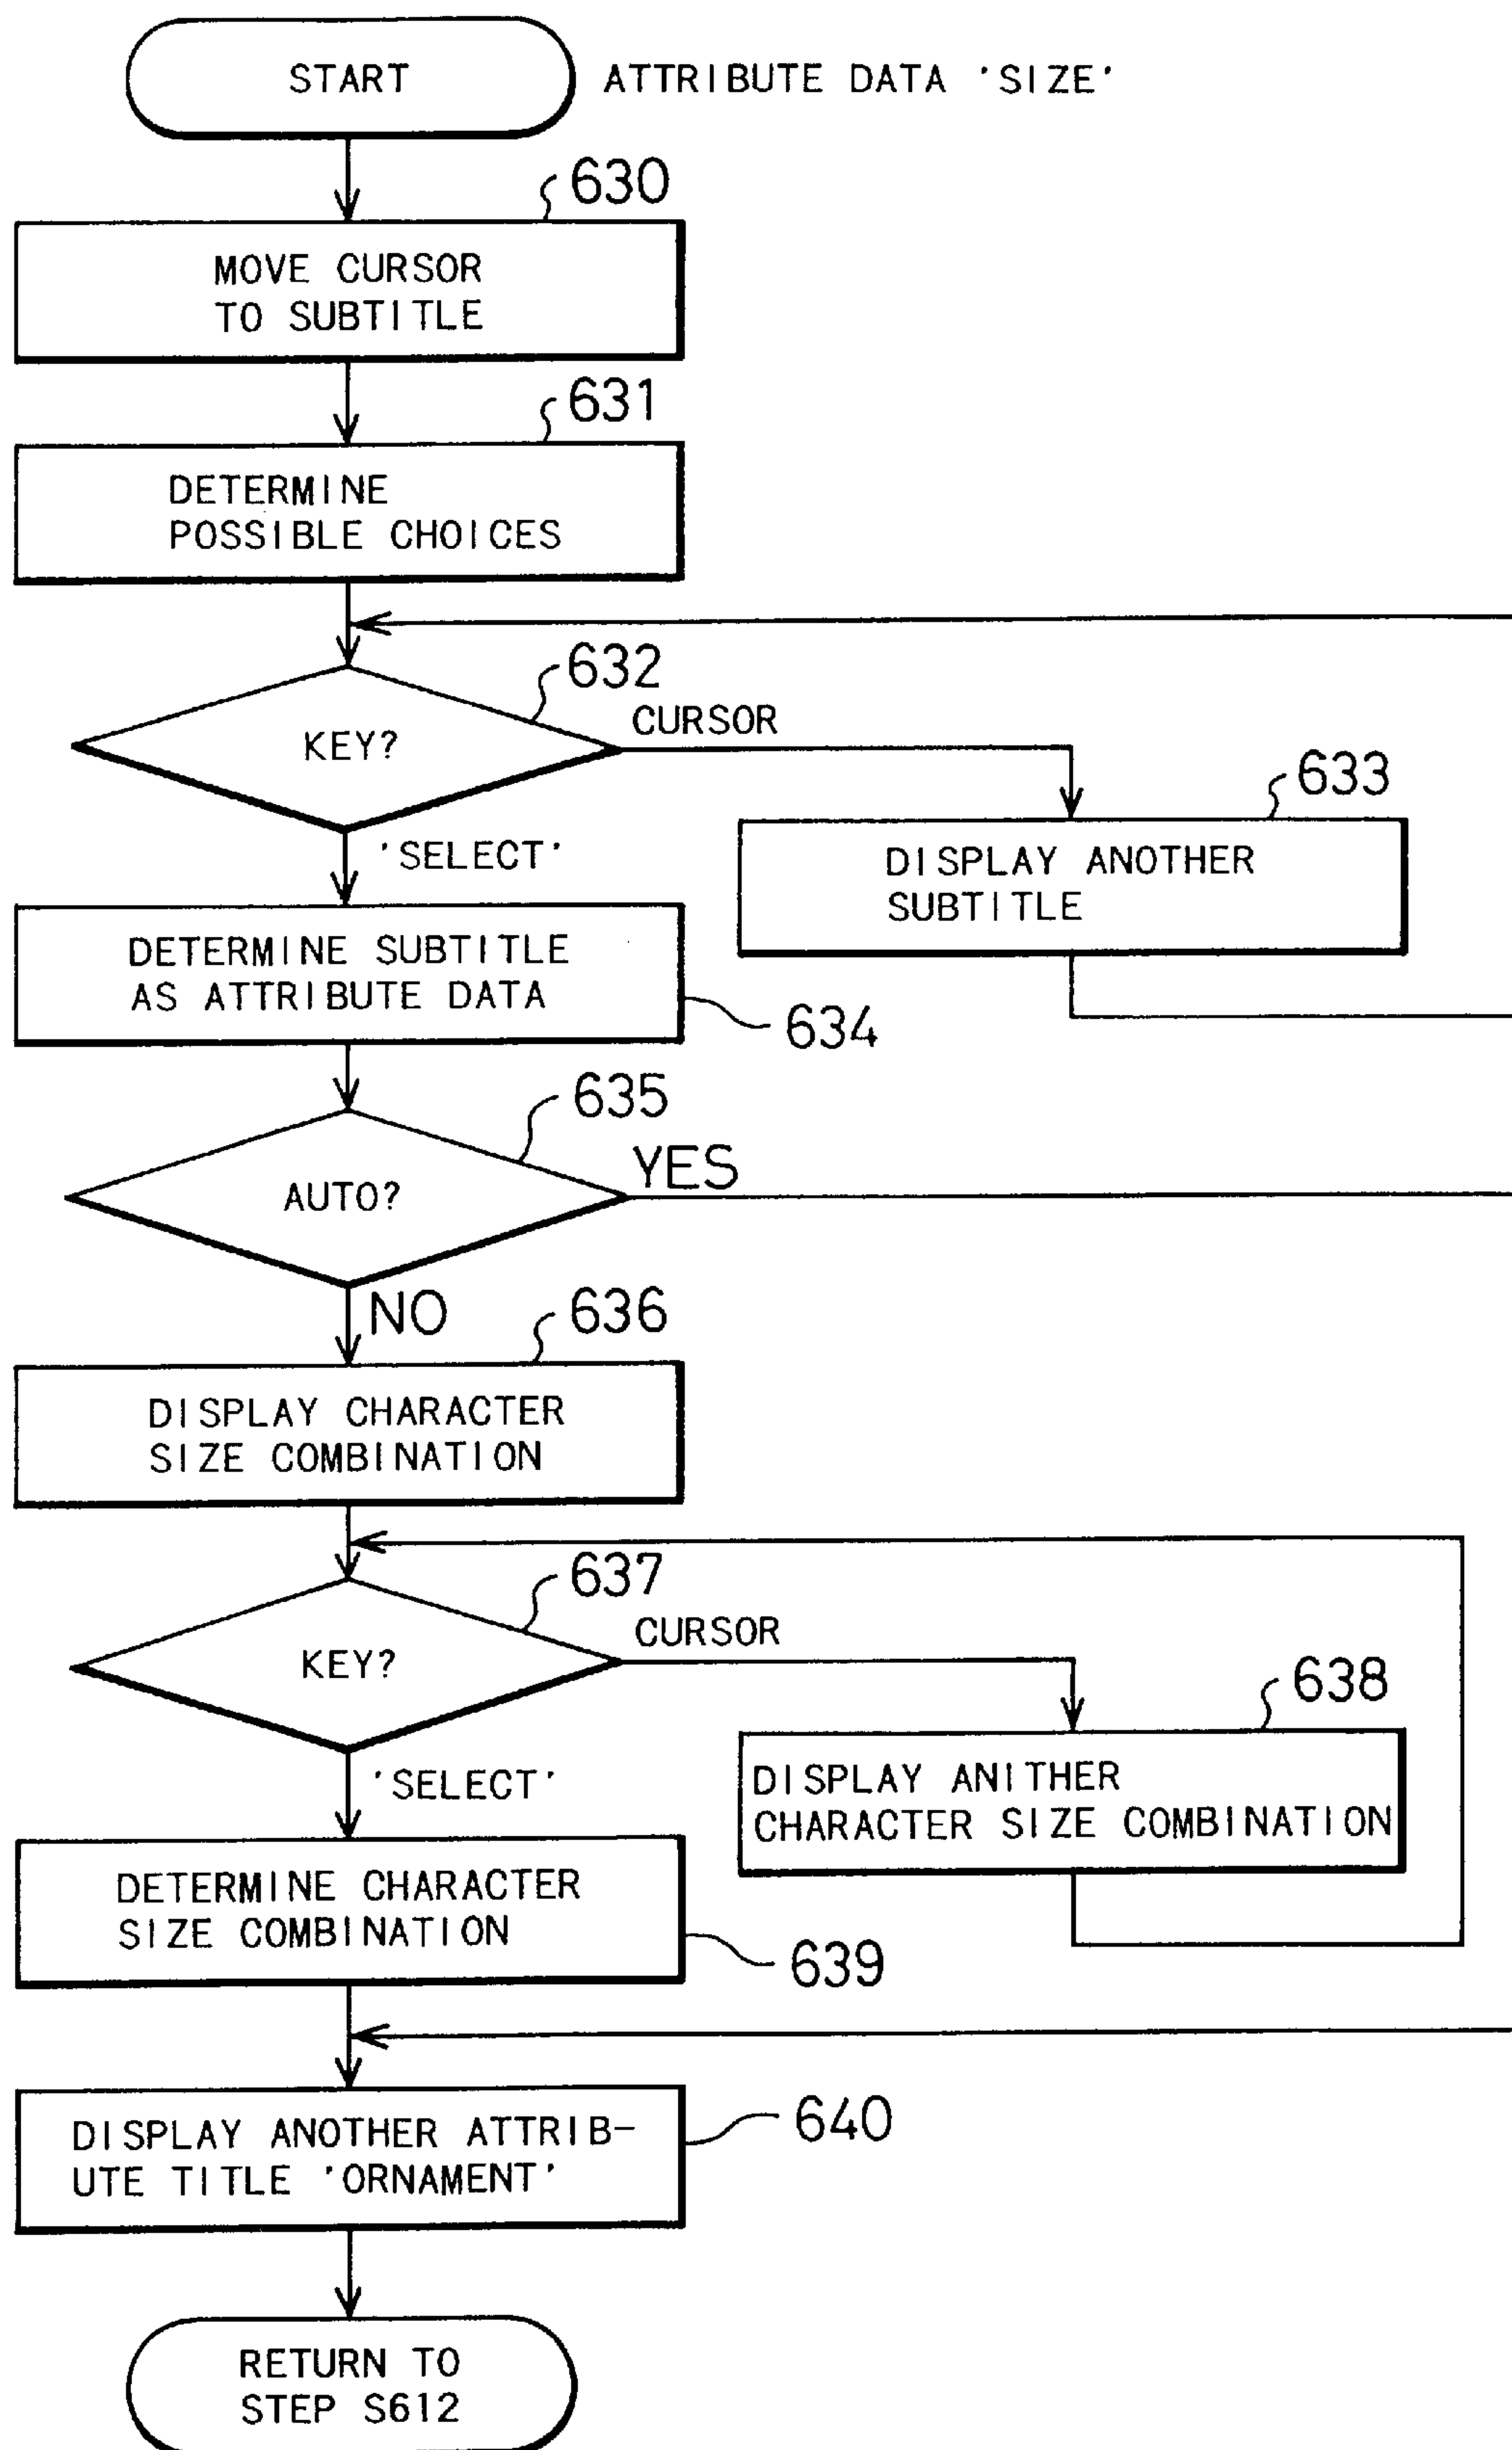 START
ATTRIBUTE DATA 'SIZE'
630
MOVE CURSOR
TO SUBTITLE
631
DETERMINE
POSSIBLE CHOICES
632
KEY?
CURSOR
633
DISPLAY ANOTHER
SUBTITLE
'SELECT'
DETERMINE SUBTITLE
AS ATTRIBUTE DATA
634
635
AUTO?
YES
NO
636
DISPLAY CHARACTER
SIZE COMBINATION
637
KEY?
CURSOR
638
DISPLAY ANITHER
CHARACTER SIZE COMBINATION
'SELECT'
DETERMINE CHARACTER
SIZE COMBINATION
639
DISPLAY ANOTHER ATTRIB-
UTE TITLE 'ORNAMENT'
640
RETURN TO
STEP S612